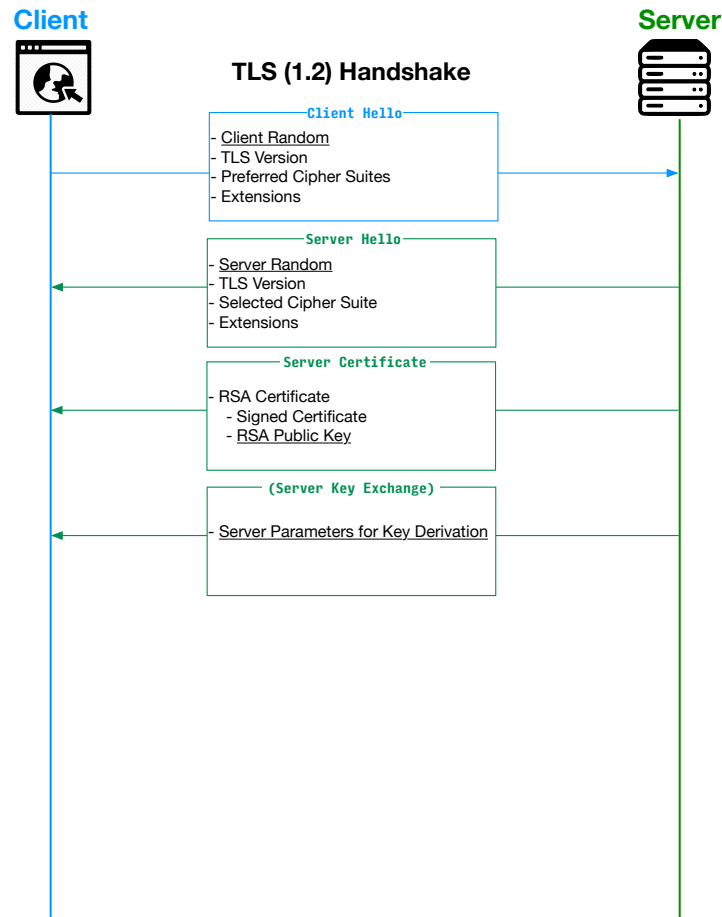 Client
Server
TLS (1.2) Handshake
Client Hello
- Client Random
- TLS Version
- Preferred Cipher Suites
- Extensions
Server Hello
- Server Random
- TLS Version
- Selected Cipher Suite
- Extensions
Server Certificate
- RSA Certificate
- Signed Certificate
- RSA Public Key
(Server Key Exchange)
- Server Parameters for Key Derivation